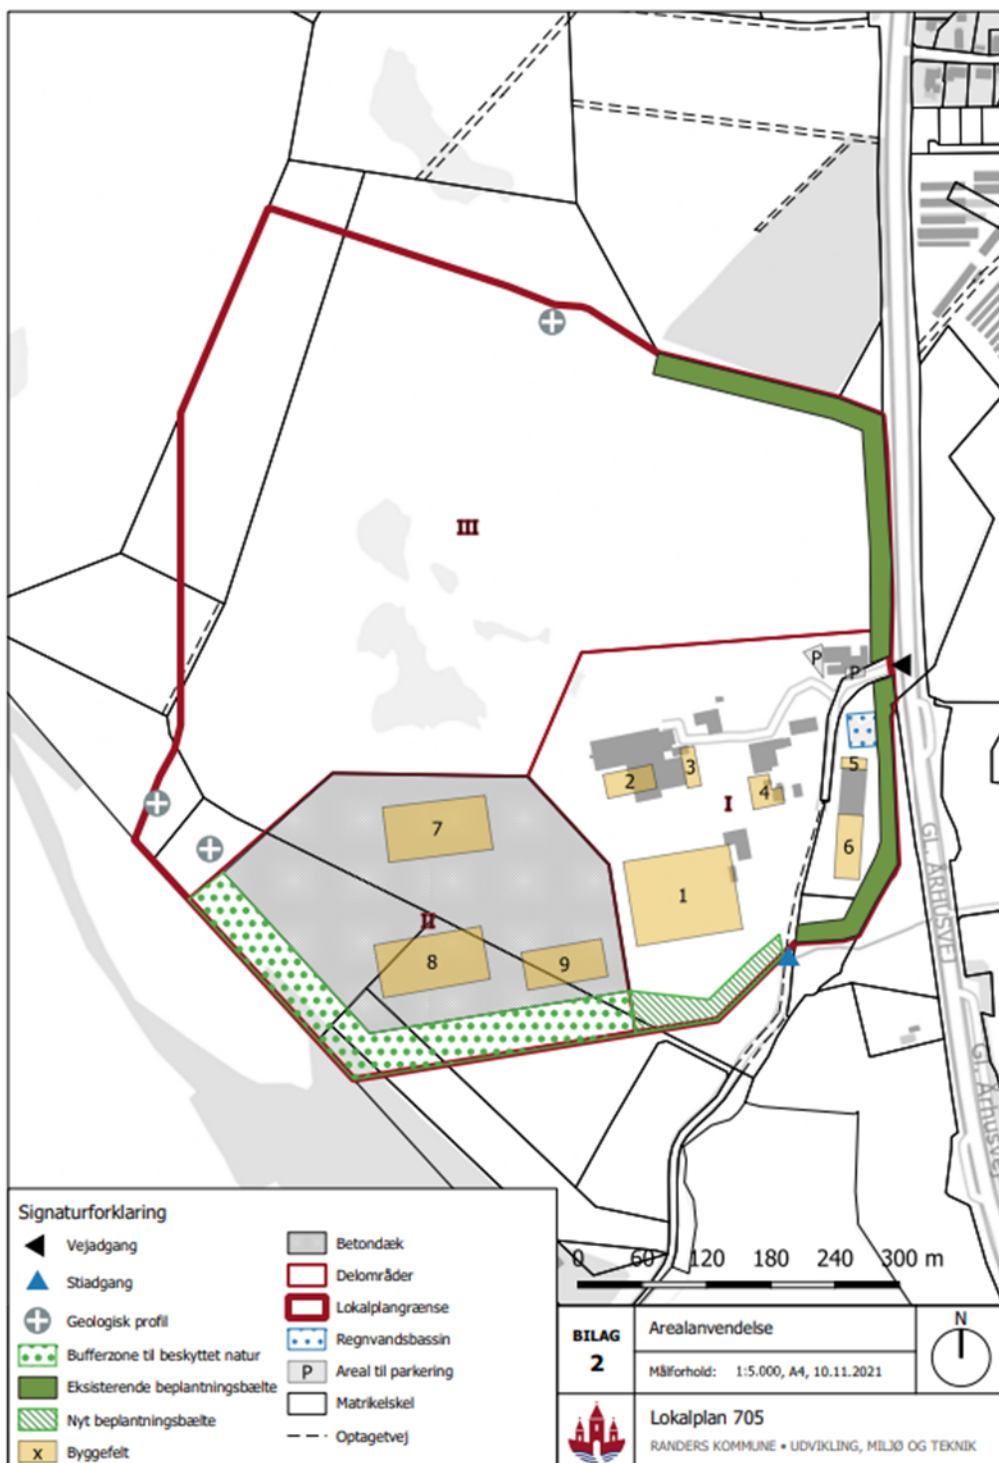 III
P
P
3
2
5
4
I
7
6
1
II
8
9
GL. ÅRHUSVEJ
Gl. Århusvej
Signaturforklaring
Vejadgang
Stiadgang
Geologisk profil
Bufferzone til beskyttet natur
Eksisterende beplantningsbælte
Nyt beplantningsbælte
x Byggefelt
Betondæk
Delområder
Lokalplangrænse
Regnvandsbassin
P Areal til parkering
Matrikelskel
Optagetvej
0 60 120 180 240 300 m
BILAG
2
Arealanvendelse
Målforhold: 1:5.000, A4, 10.11.2021
N
Lokalplan 705
RANDERS KOMMUNE • UDVIKLING, MILJØ OG TEKNIK